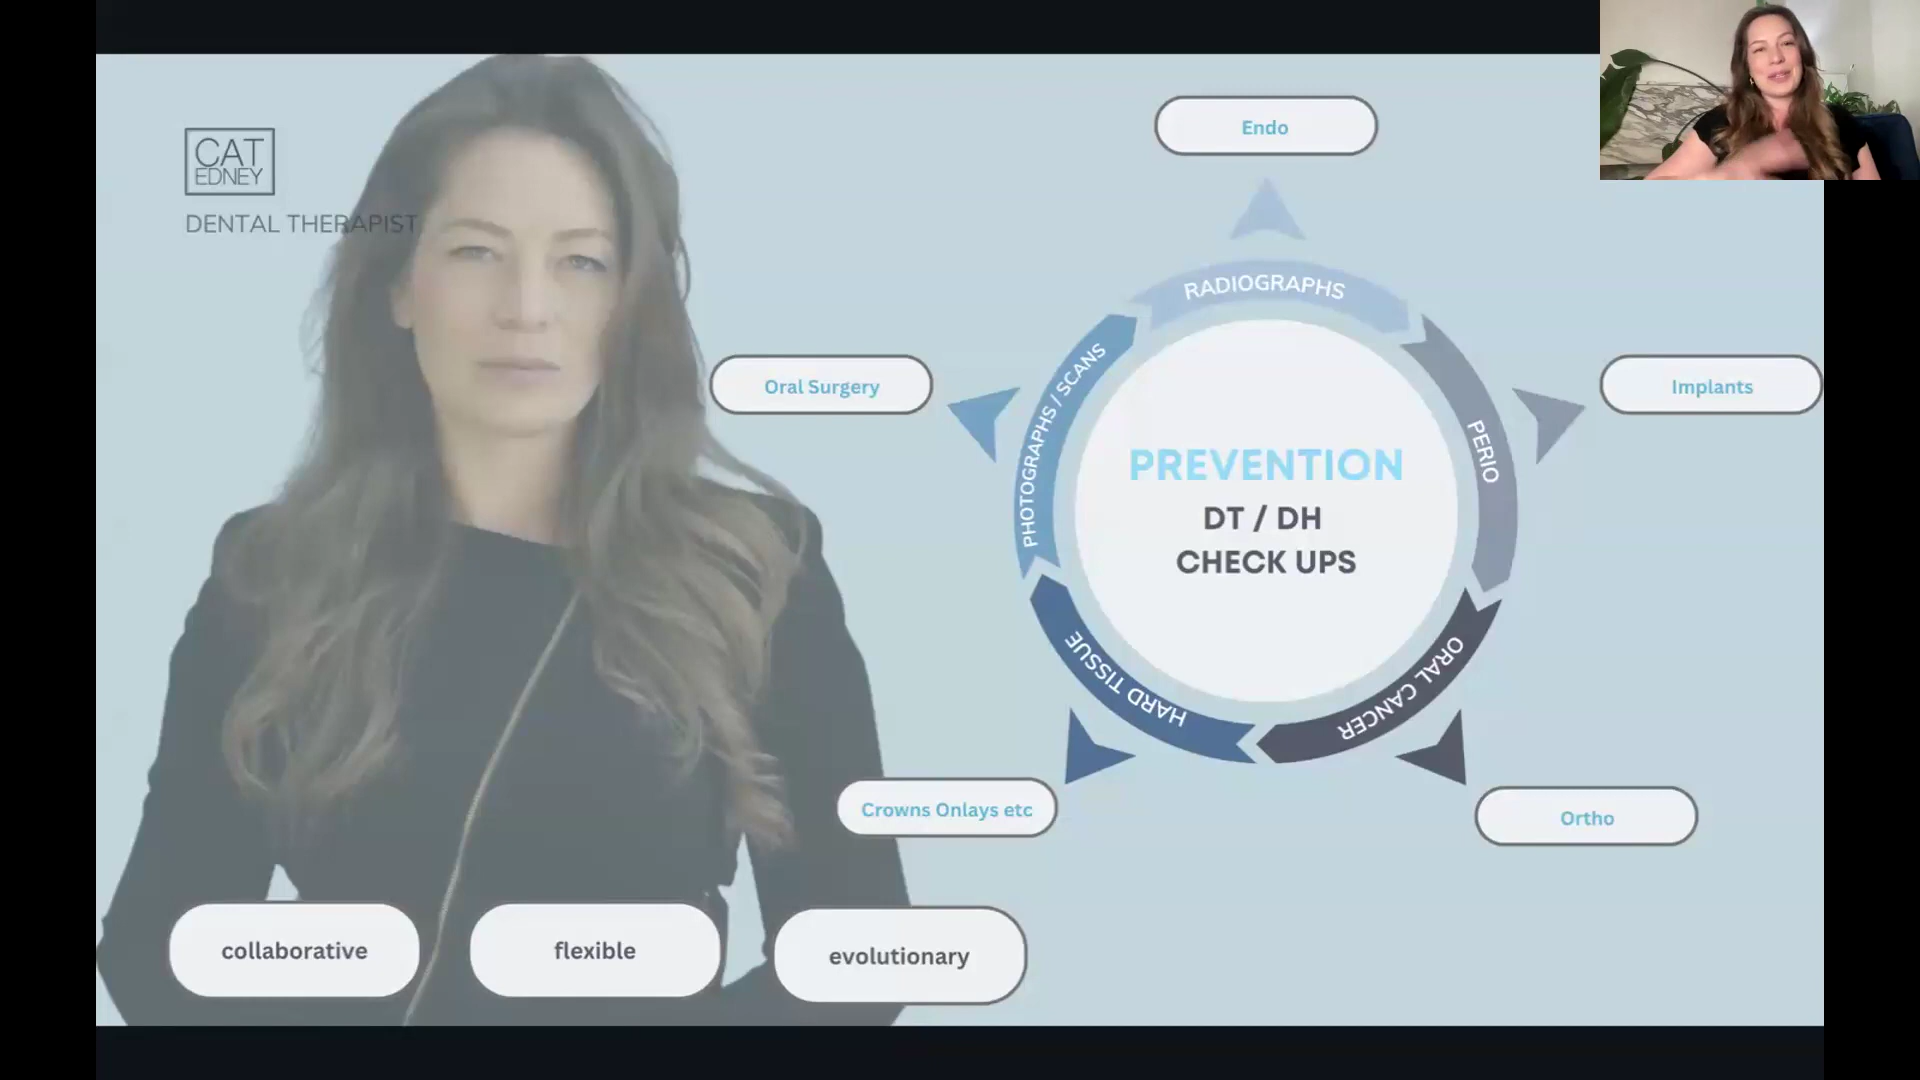 CAT
EDNEY
DENTAL THERAPIST
Endo
RADIOGRAPHS
PHOTOGRAPHS / SCANS
Oral Surgery
Implants
PERIO
PREVENTION
DT / DH
CHECK UPS
HARD TISSUE
ORAL CANCER
Crowns Onlays etc
Ortho
collaborative
flexible
evolutionary